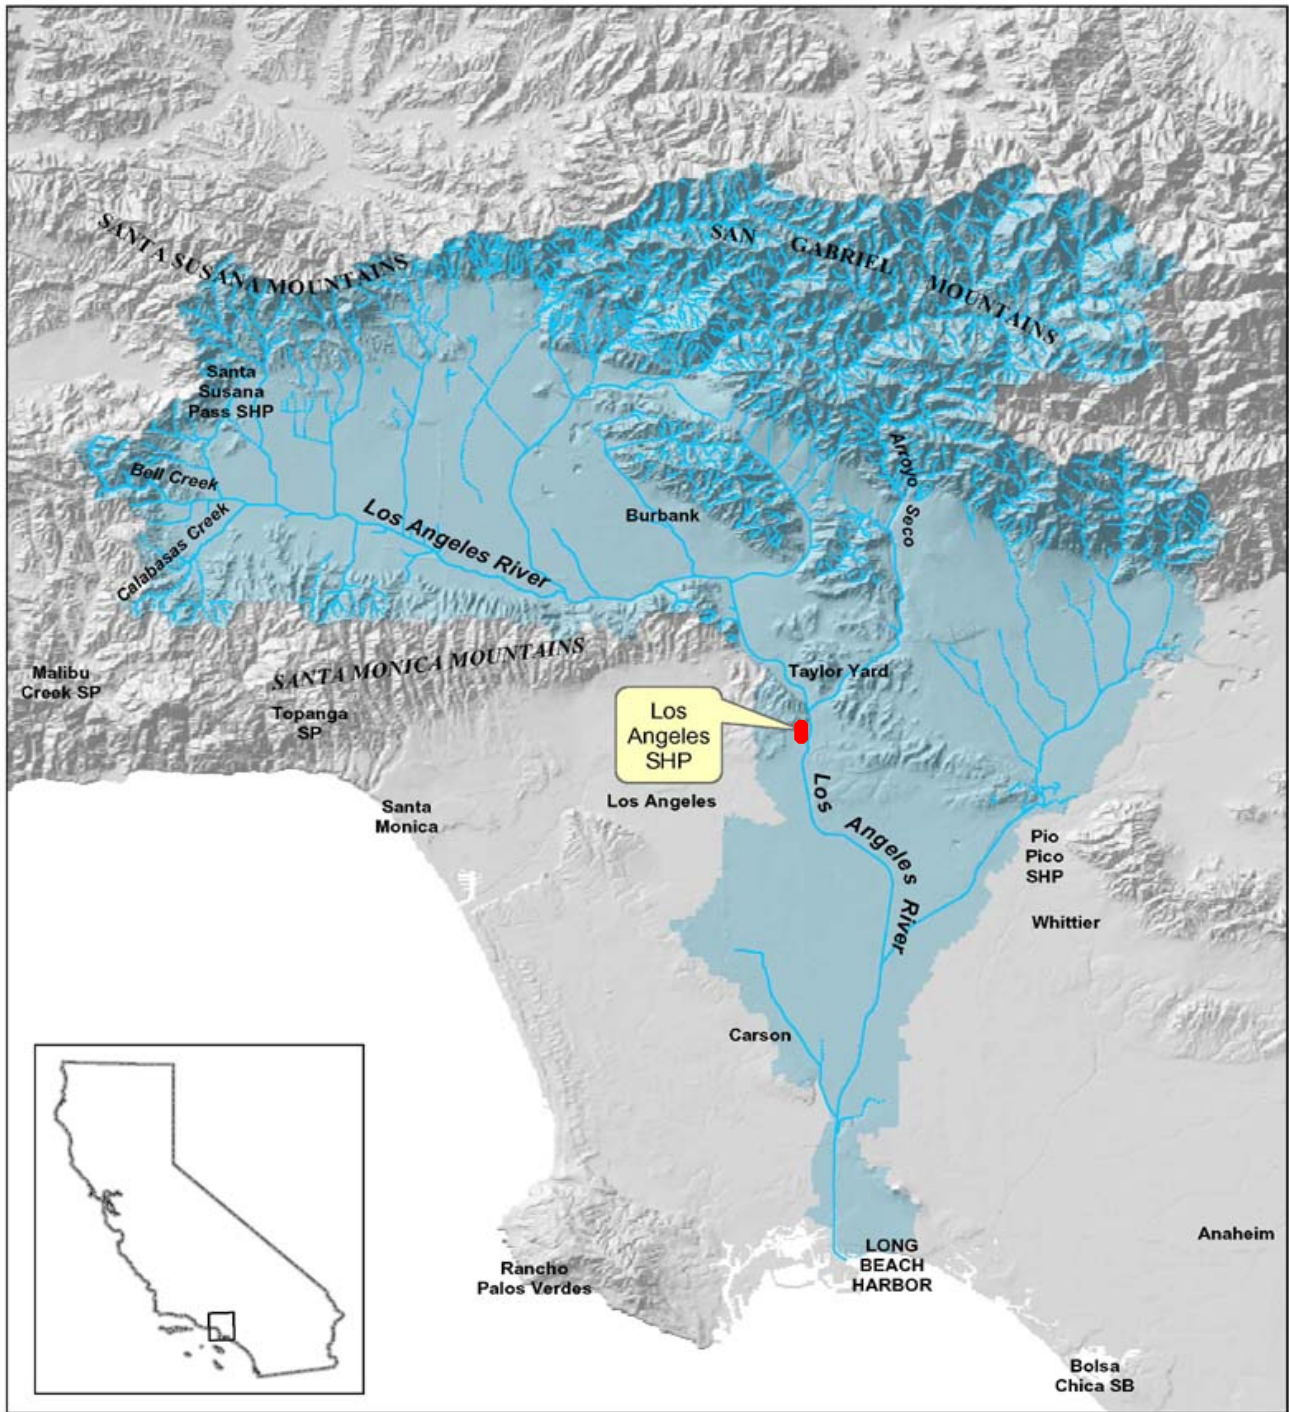 SANTA SUSANA MOUNTAINS
SAN GABRIEL MOUNTAINS
Santa
Susana
Pass SHP
Bell Creek
Arroyo Seco
Calabasas Creek
Los Angeles River
Burbank
SANTA MONICA MOUNTAINS
Malibu
Creek SP
Taylor Yard
Topanga
SP
Los
Angeles
SHP
Santa
Monica
Los Angeles
Los Angeles River
Pio
Pico
SHP
Whittier
Carson
Anaheim
LONG
BEACH
HARBOR
Rancho
Palos Verdes
Bolsa
Chica SB